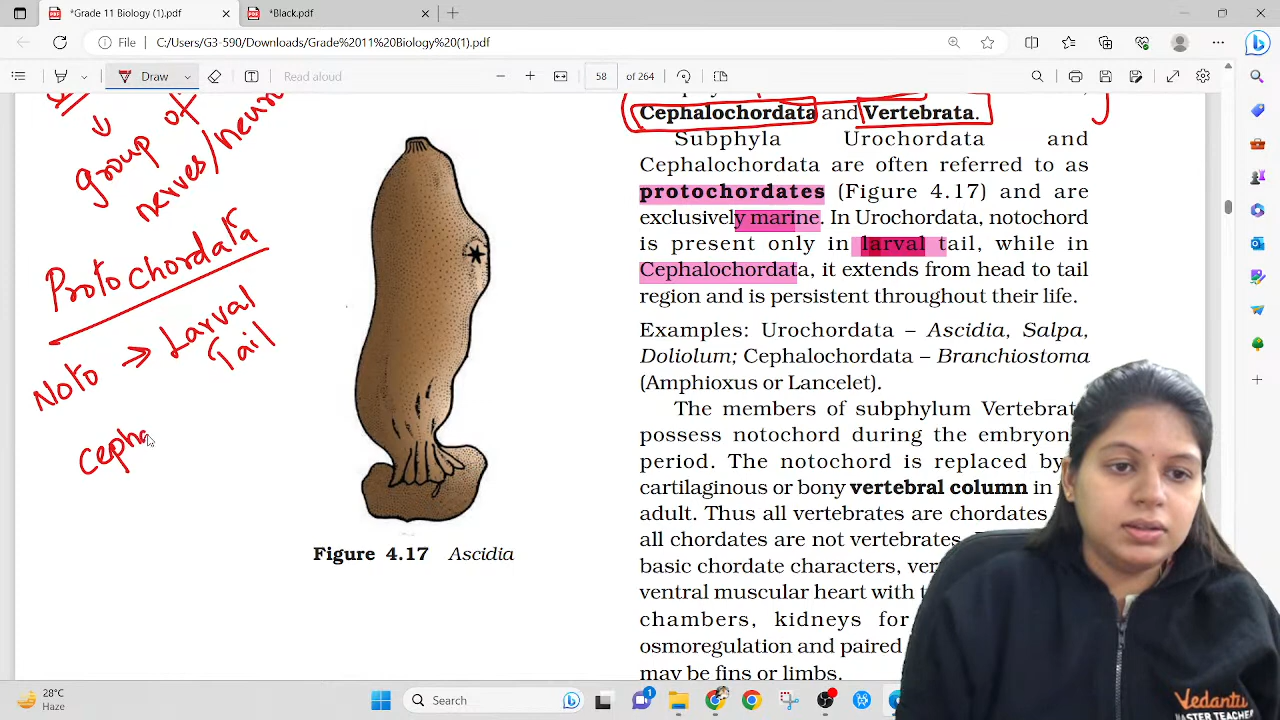 *Grade 11 Biology (1).pdf
*Black.pdf
File
C:/Users/G3-590/Downloads/Grade%2011%20Biology%20(1).pdf
Draw
Read aloud
58 of 264
group of
nerves/neur
Protochordata
Noto → Larval
Tail
Cepha
Figure 4.17 Ascidia
Cephalochordata and Vertebrata.
Subphyla Urochordata and
Cephalochordata are often referred to as
protochordates (Figure 4.17) and are
exclusively marine. In Urochordata, notochord
is present only in larval tail, while in
Cephalochordata, it extends from head to tail
region and is persistent throughout their life.
Examples: Urochordata – Ascidia, Salpa,
Doliolum; Cephalochordata – Branchiostoma
(Amphioxus or Lancelet).
The members of subphylum Vertebrat
possess notochord during the embryon
period. The notochord is replaced by
cartilaginous or bony vertebral column in t
adult. Thus all vertebrates are chordates
all chordates are not vertebrates.
basic chordate characters, ver
ventral muscular heart with t
chambers, kidneys for
osmoregulation and paired
may be fins or limbs.
Vedantu
MASTER TEACHER
28°C
Haze
Search
1